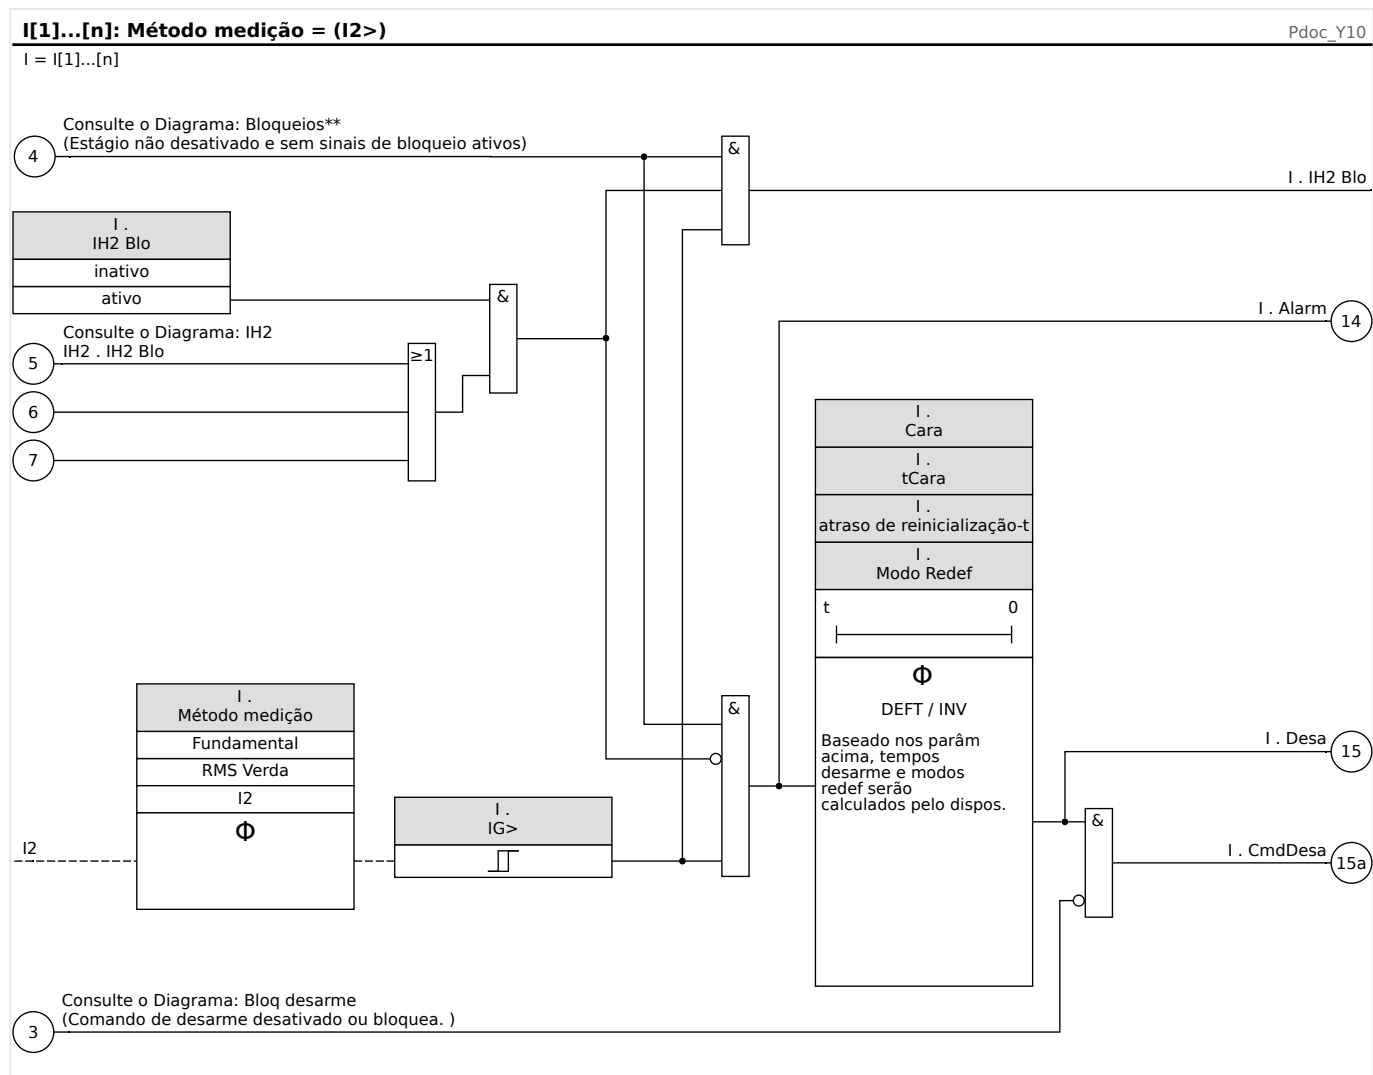 I[1]...[n]: Método medição = (I2>)
Pdoc_Y10
I = I[1]...[n]
Consulte o Diagrama: Bloqueios**
(Estágio não desativado e sem sinais de bloqueio ativos)
4
&
I . IH2 Blo
I .
IH2 Blo
inativo
ativo
&
I . Alarm
14
Consulte o Diagrama: IH2
IH2 . IH2 Blo
5
≥1
6
7
I .
Cara
I .
tCara
I .
atraso de reinicialização-t
I .
Modo Redef
t 0
Φ
DEFT / INV
Baseado nos parâm
acima, tempos
desarme e modos
redef serão
calculados pelo dispos.
I .
Método medição
Fundamental
RMS Verda
I2
Φ
I2
I .
IG>
&
I . Desa
15
&
I . CmdDesa
15a
Consulte o Diagrama: Bloq desarme
(Comando de desarme desativado ou bloquea. )
3